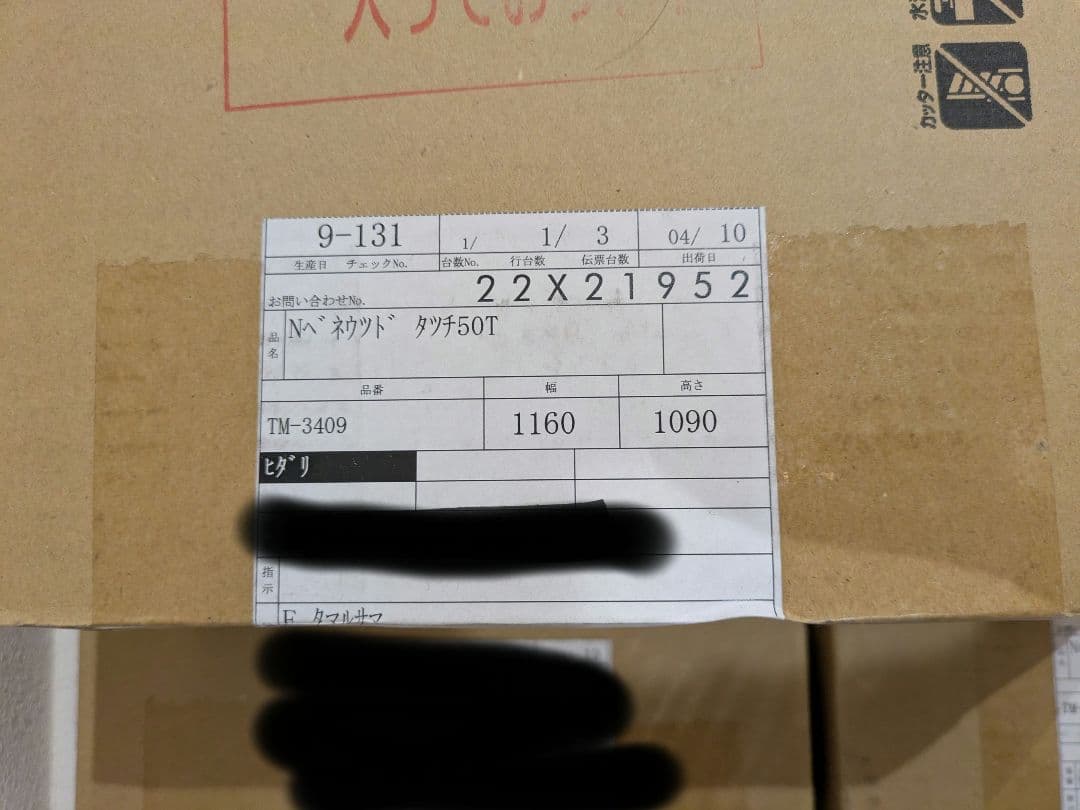 カッター注意
9-131
1/
1/ 3
04/ 10
生産日 チェックNo.
台数No.
行台数
伝票台数
出荷日
お問い合わせNo.
22X21952
品名
Nベネウツド タツチ50T
品番
幅
高さ
TM-3409
1160
1090
ヒダリ
指示